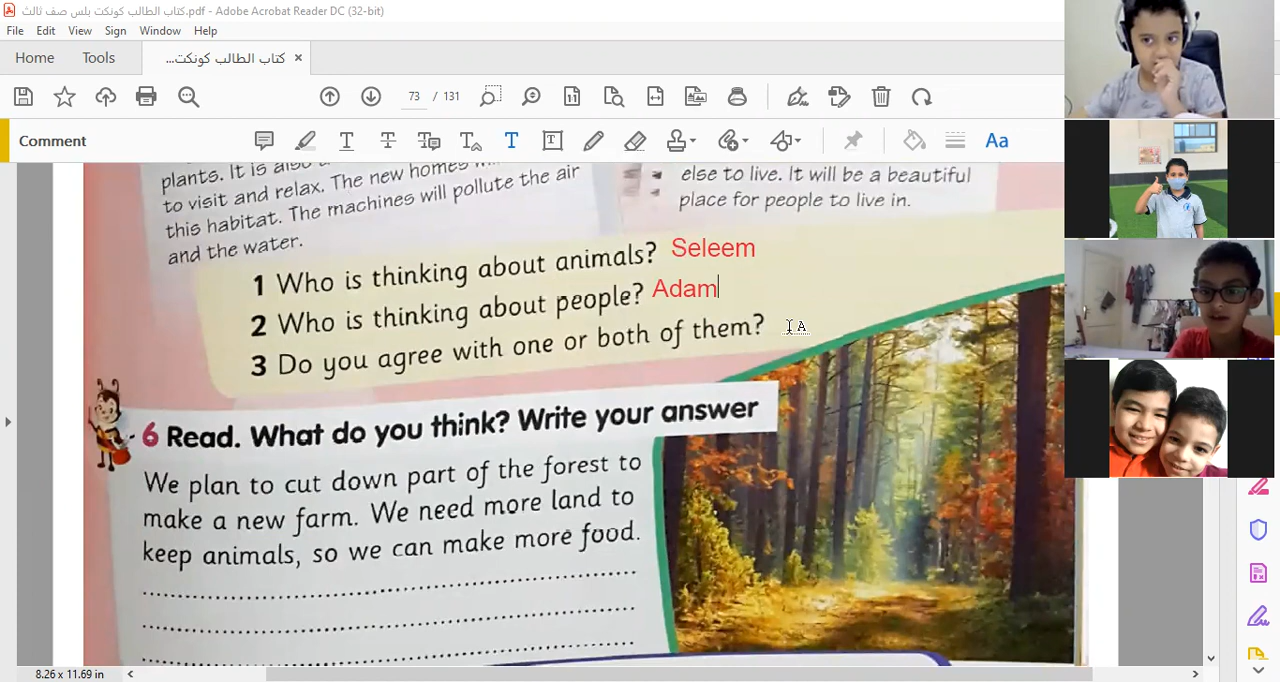 كتاب الطالب كونكت بلس صف ثالث.pdf - Adobe Acrobat Reader DC (32-bit)
File Edit View Sign Window Help
Home Tools كتاب الطالب كونكت... ×
73 / 131
Comment
plants. It is also
to visit and relax. The new homes
this habitat. The machines will pollute the air
and the water.
else to live. It will be a beautiful
place for people to live in.
1 Who is thinking about animals? Seleem
2 Who is thinking about people? Adam
3 Do you agree with one or both of them?
6 Read. What do you think? Write your answer
We plan to cut down part of the forest to
make a new farm. We need more land to
keep animals, so we can make more food.
8.26 x 11.69 in